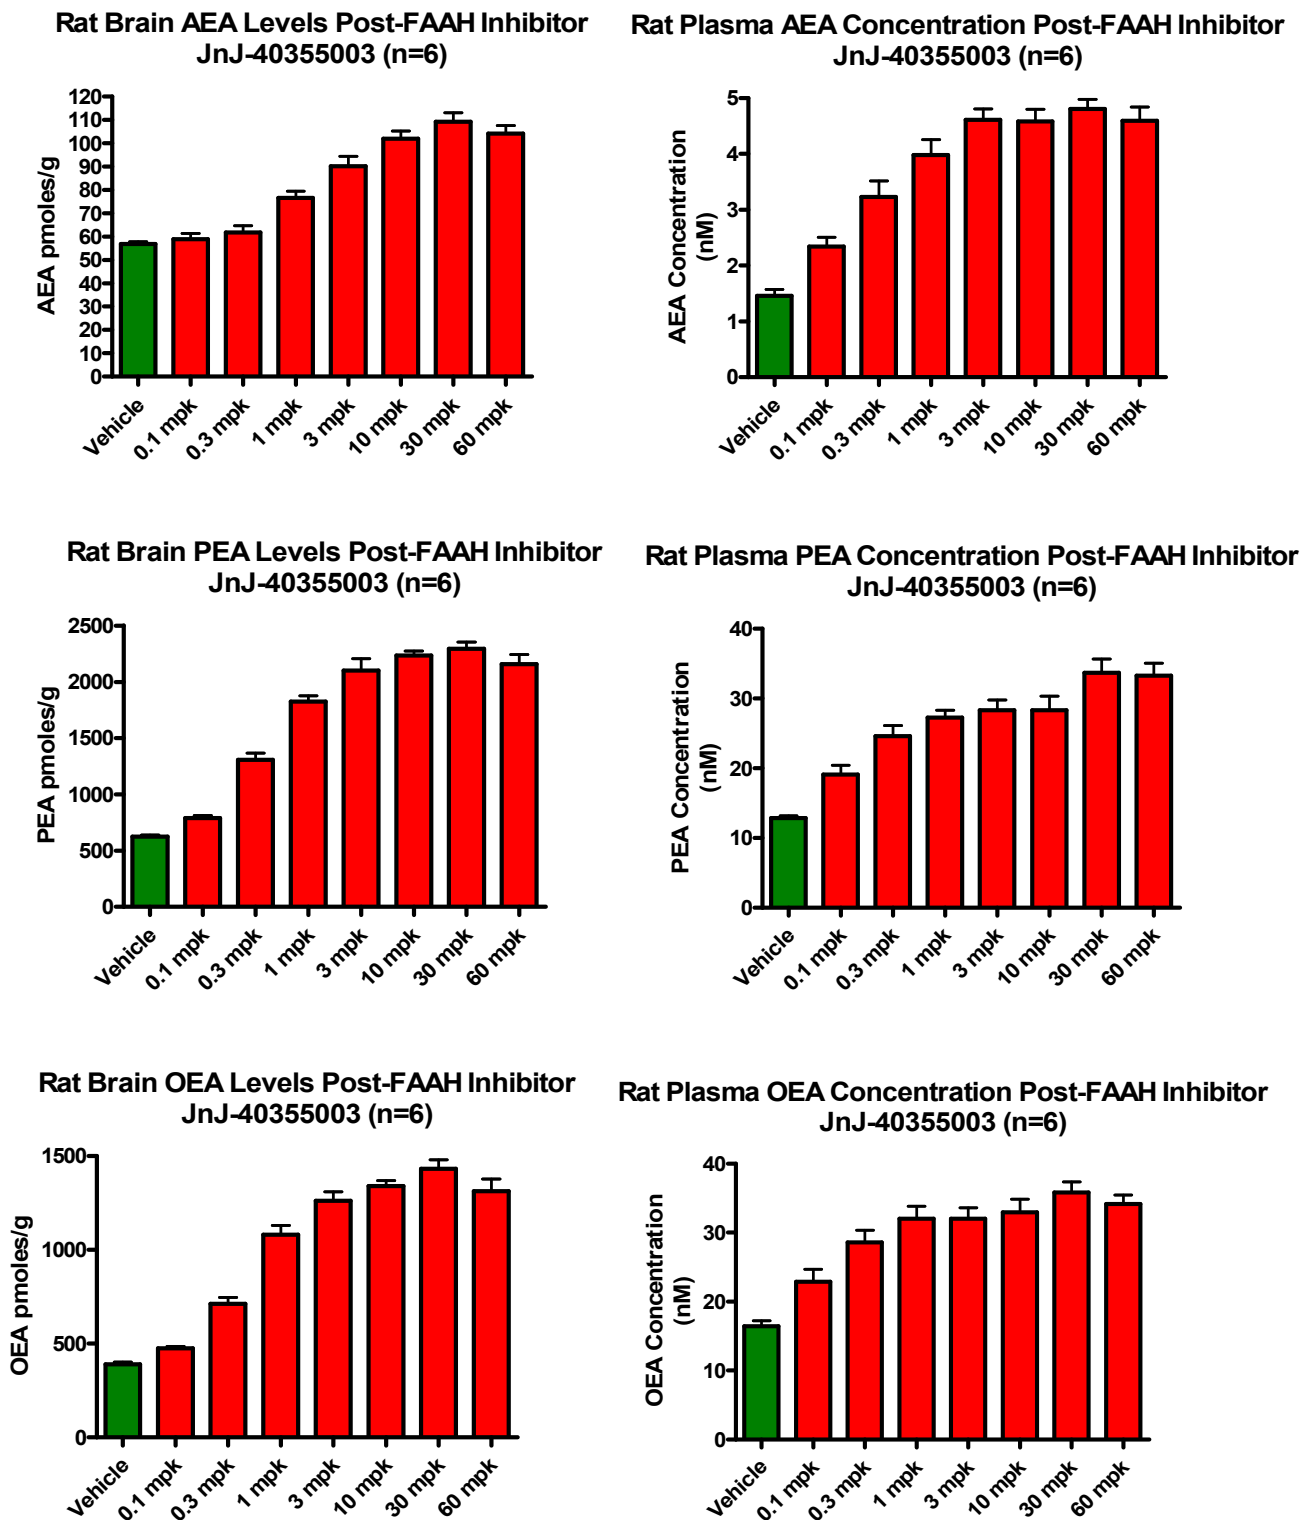 Rat Brain AEA Levels Post-FAAH Inhibitor
JnJ-40355003 (n=6)
AEA pmoles/g
120
110
100
90
80
70
60
50
40
30
20
10
0
Vehicle
0.1 mpk
0.3 mpk
1 mpk
3 mpk
10 mpk
30 mpk
60 mpk
Rat Plasma AEA Concentration Post-FAAH Inhibitor
JnJ-40355003 (n=6)
AEA Concentration
(nM)
5
4
3
2
1
0
Vehicle
0.1 mpk
0.3 mpk
1 mpk
3 mpk
10 mpk
30 mpk
60 mpk
Rat Brain PEA Levels Post-FAAH Inhibitor
JnJ-40355003 (n=6)
PEA pmoles/g
2500
2000
1500
1000
500
0
Vehicle
0.1 mpk
0.3 mpk
1 mpk
3 mpk
10 mpk
30 mpk
60 mpk
Rat Plasma PEA Concentration Post-FAAH Inhibitor
JnJ-40355003 (n=6)
PEA Concentration
(nM)
40
30
20
10
0
Vehicle
0.1 mpk
0.3 mpk
1 mpk
3 mpk
10 mpk
30 mpk
60 mpk
Rat Brain OEA Levels Post-FAAH Inhibitor
JnJ-40355003 (n=6)
OEA pmoles/g
1500
1000
500
0
Vehicle
0.1 mpk
0.3 mpk
1 mpk
3 mpk
10 mpk
30 mpk
60 mpk
Rat Plasma OEA Concentration Post-FAAH Inhibitor
JnJ-40355003 (n=6)
OEA Concentration
(nM)
40
30
20
10
0
Vehicle
0.1 mpk
0.3 mpk
1 mpk
3 mpk
10 mpk
30 mpk
60 mpk